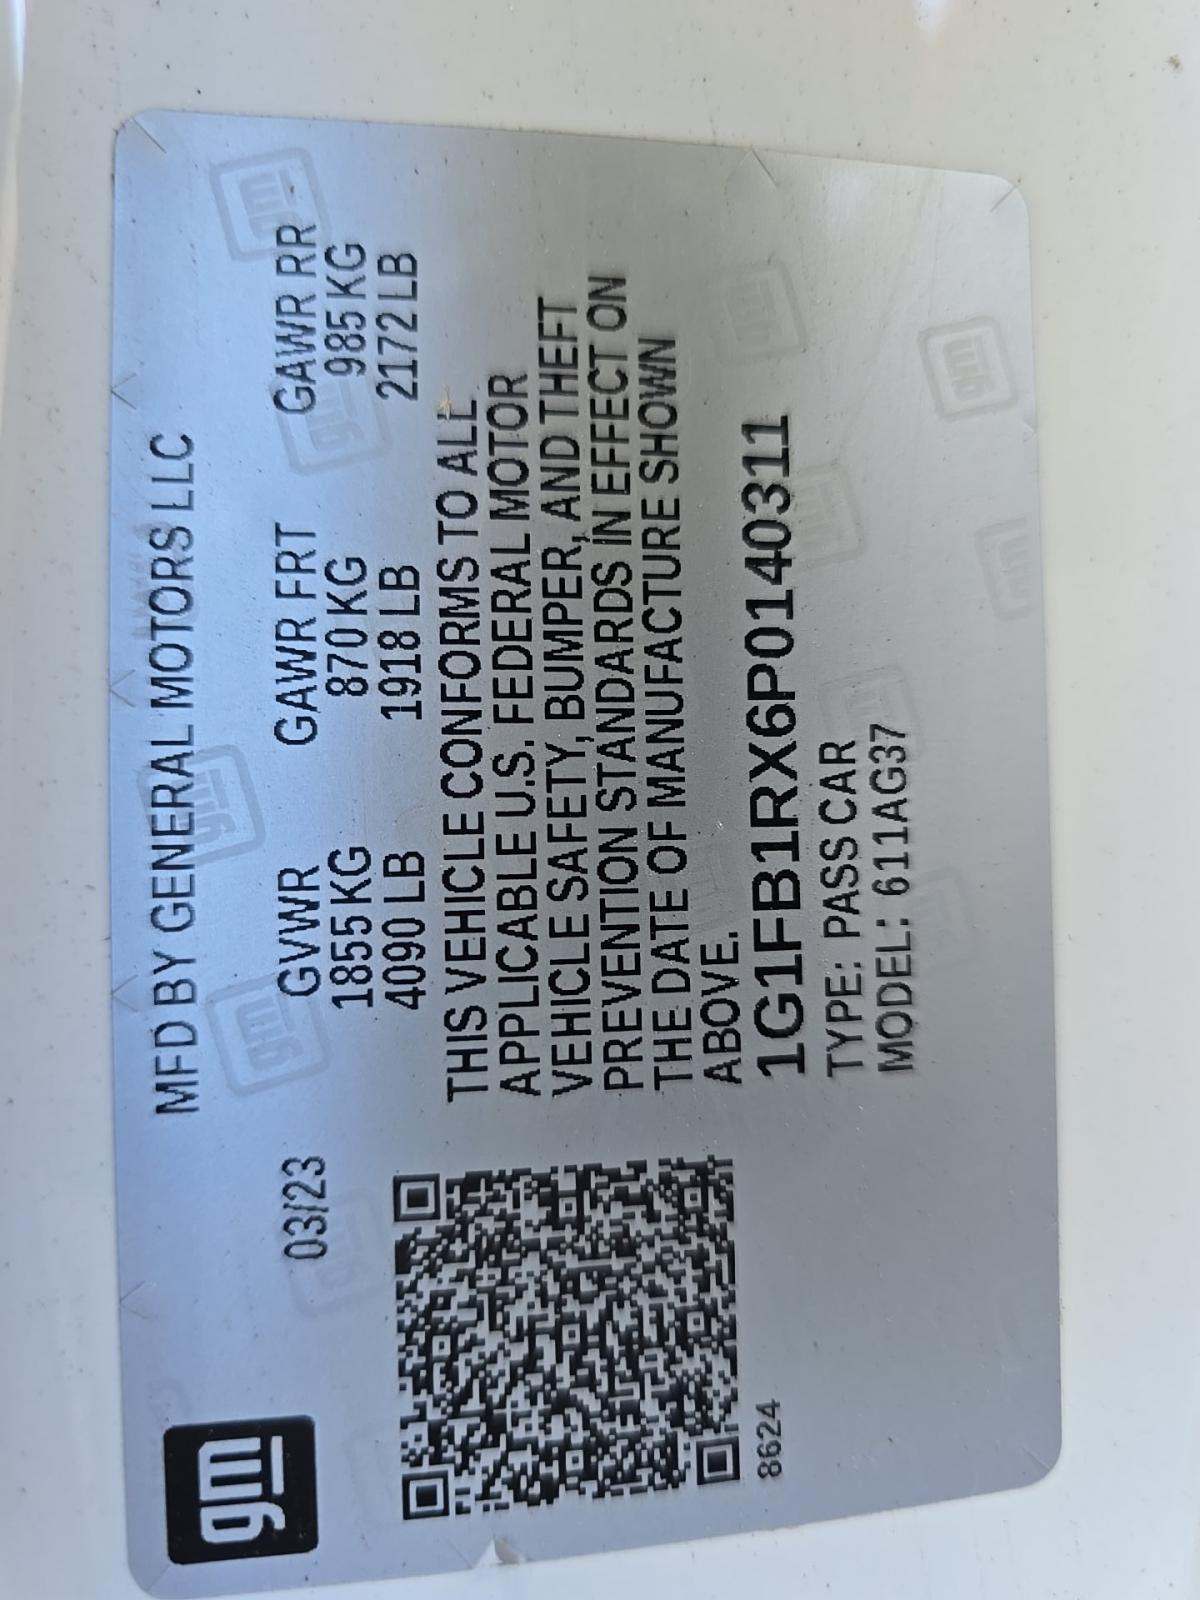 gm
MFD BY GENERAL MOTORS LLC
03/23 GVWR GAWR FRT GAWR RR
1855 KG 870 KG 985 KG
4090 LB 1918 LB 2172 LB
THIS VEHICLE CONFORMS TO ALL
APPLICABLE U.S. FEDERAL MOTOR
VEHICLE SAFETY, BUMPER, AND THEFT
PREVENTION STANDARDS IN EFFECT ON
THE DATE OF MANUFACTURE SHOWN
ABOVE.
1G1FB1RX6P0140311
8624 TYPE: PASS CAR
MODEL: 611AG37